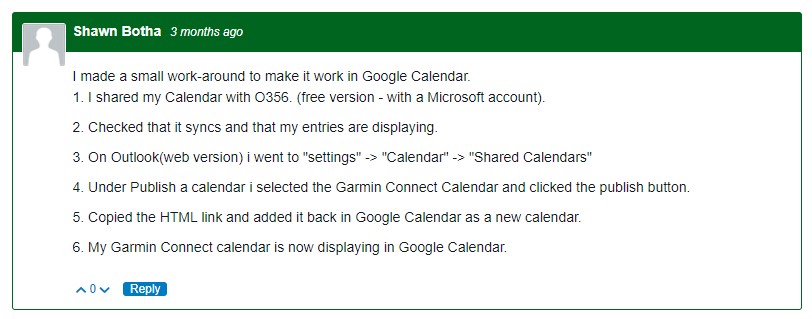 Shawn Botha 3 months ago
I made a small work-around to make it work in Google Calendar.
1. I shared my Calendar with O356. (free version - with a Microsoft account).
2. Checked that it syncs and that my entries are displaying.
3. On Outlook(web version) i went to "settings" -> "Calendar" -> "Shared Calendars"
4. Under Publish a calendar i selected the Garmin Connect Calendar and clicked the publish button.
5. Copied the HTML link and added it back in Google Calendar as a new calendar.
6. My Garmin Connect calendar is now displaying in Google Calendar.
0 Reply